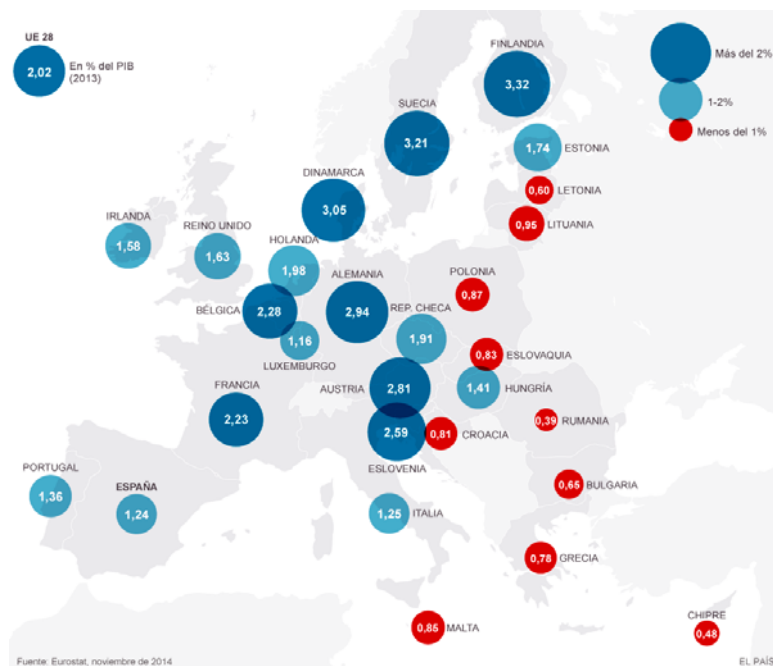 UE 28
2,02
En % del PIB
(2013)
Más del 2%
1-2%
Menos del 1%
FINLANDIA
3,32
SUECIA
3,21
1,74
ESTONIA
DINAMARCA
3,05
0,60
LETONIA
0,95
LITUANIA
IRLANDA
1,58
REINO UNIDO
1,63
HOLANDA
1,98
ALEMANIA
2,94
POLONIA
0,87
BÉLGICA
2,28
REP. CHECA
1,91
1,16
LUXEMBURGO
0,83
ESLOVAQUIA
FRANCIA
2,23
AUSTRIA
2,81
1,41
HUNGRÍA
2,59
ESLOVENIA
0,81
CROACIA
0,39
RUMANIA
PORTUGAL
1,36
ESPAÑA
1,24
1,25
ITALIA
0,65
BULGARIA
0,78
GRECIA
0,85
MALTA
CHIPRE
0,48
Fuente: Eurostat, noviembre de 2014
EL PAÍS